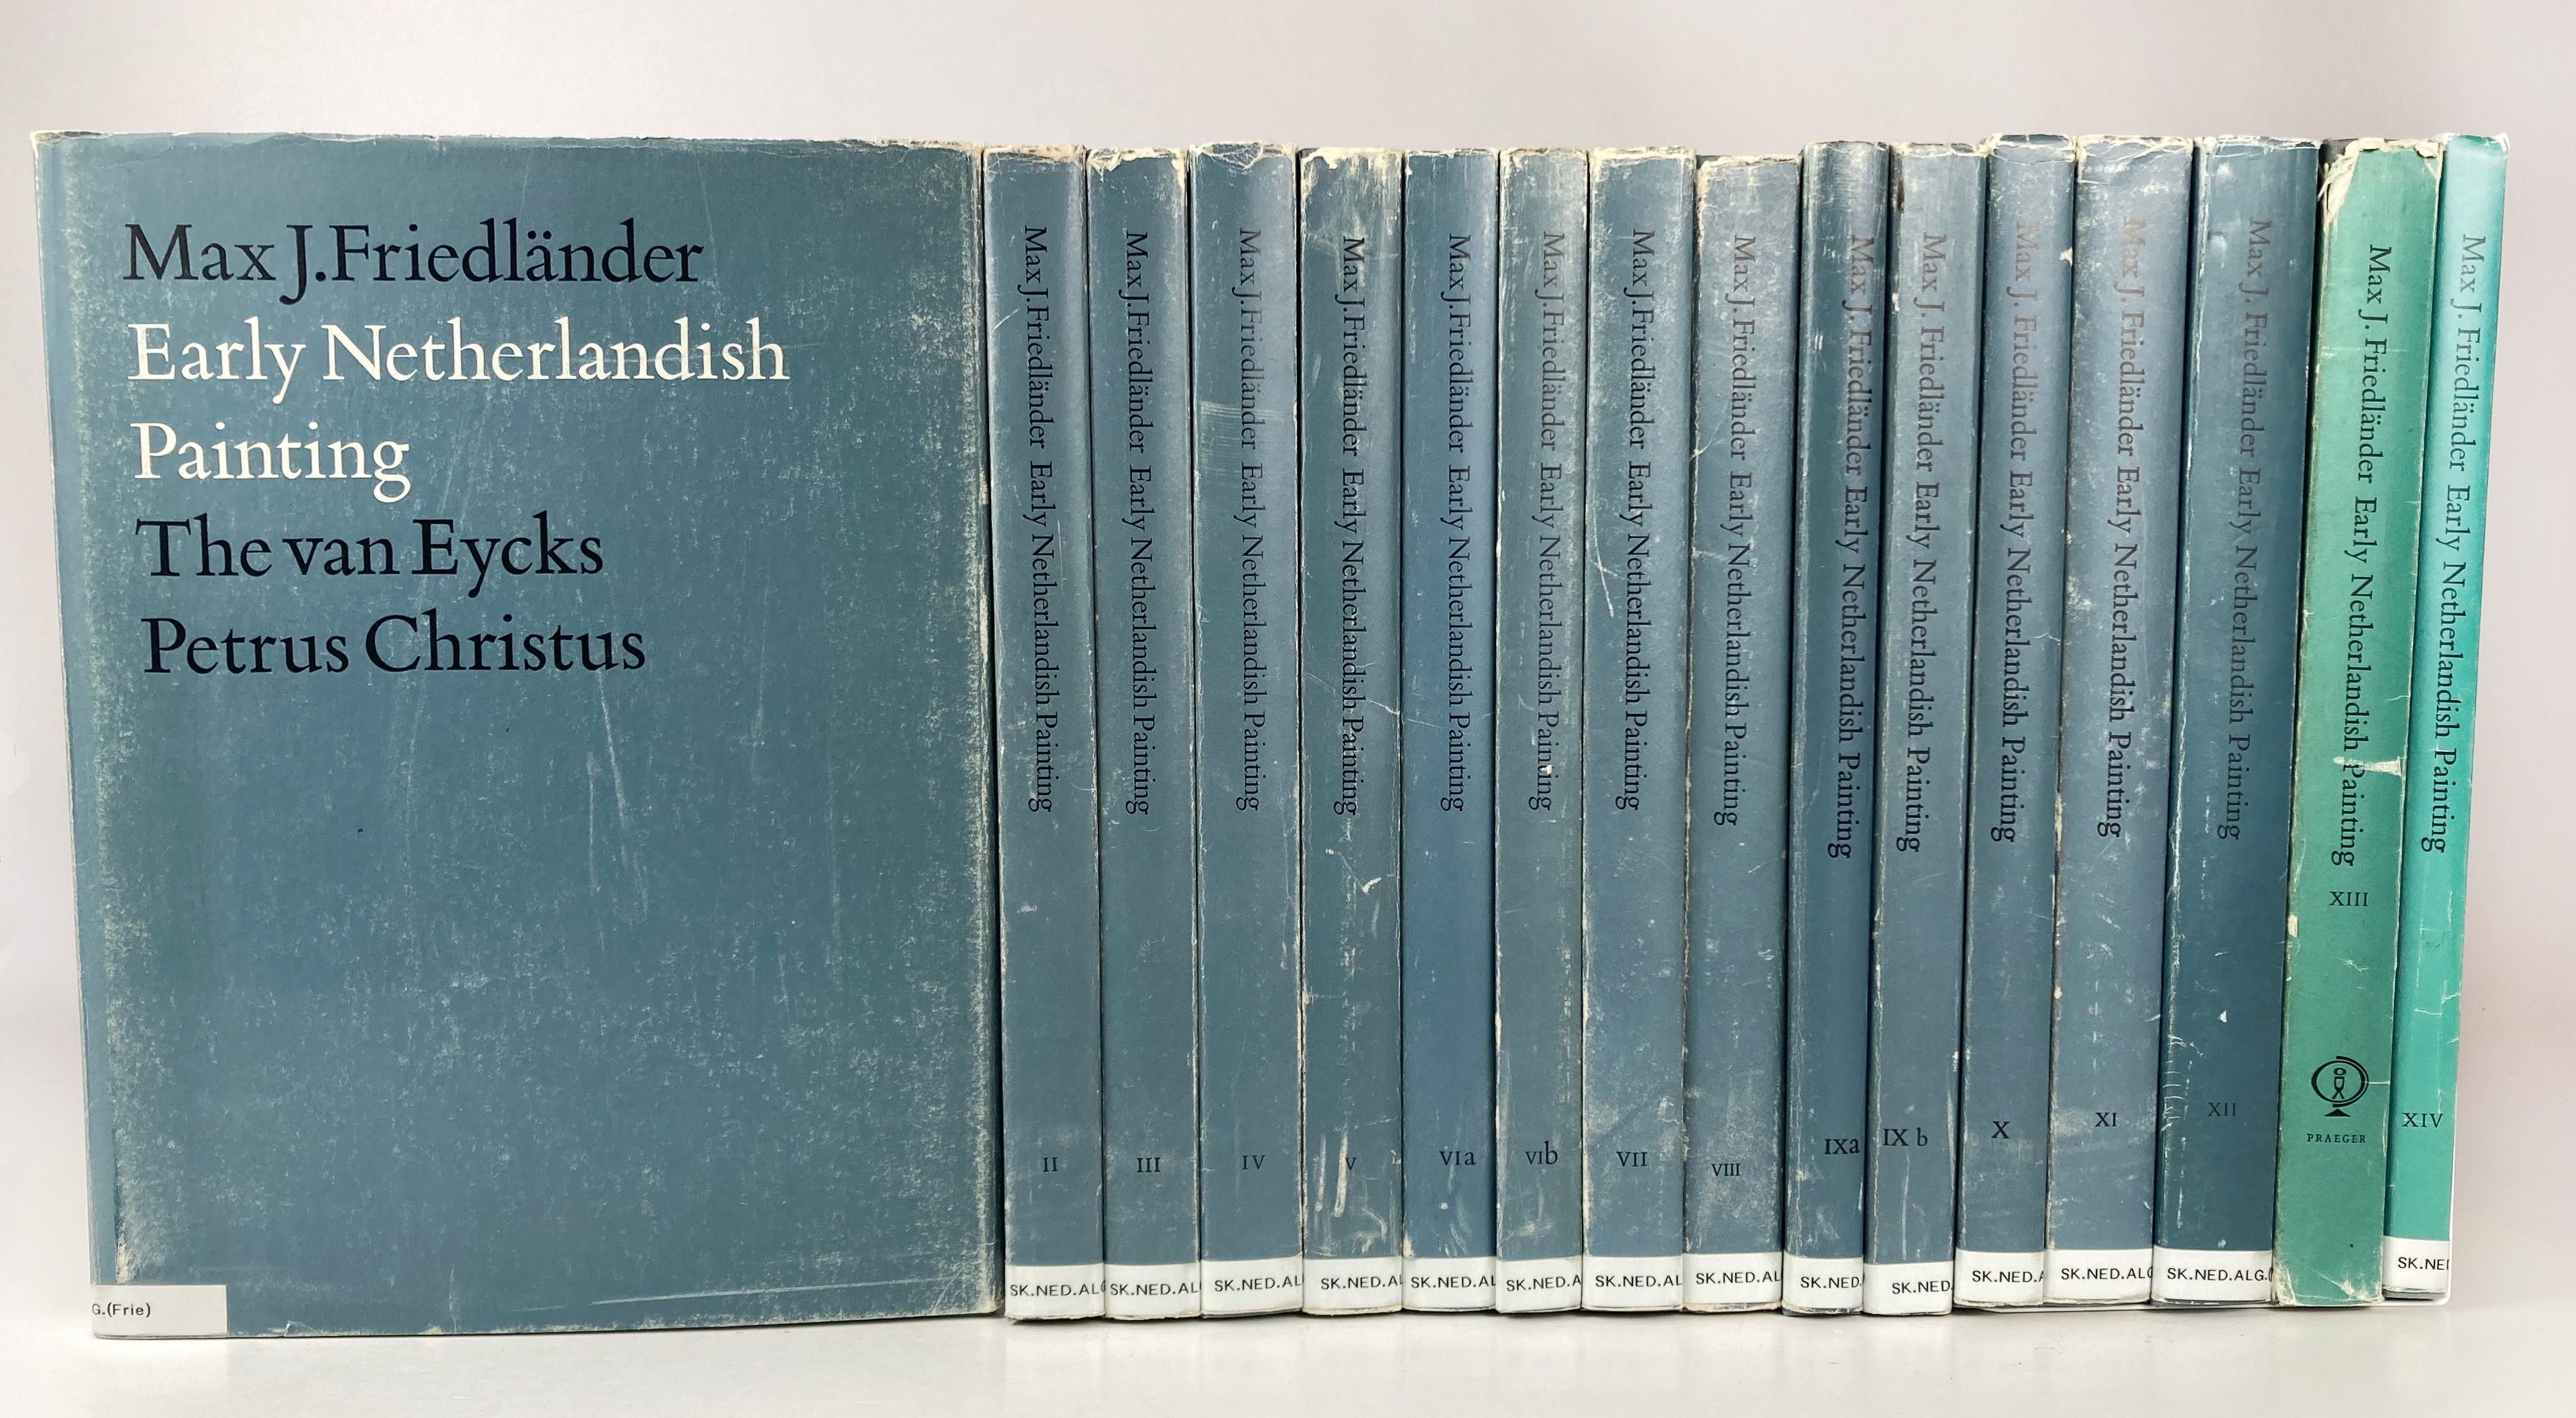 Max J. Friedländer
Early Netherlandish
Painting
The van Eycks
Petrus Christus
G.(Frie)
Max J. Friedländer Early Netherlandish Painting
II
SK.NED.AL
Max J. Friedländer Early Netherlandish Painting
III
SK.NED.AL
Max J. Friedländer Early Netherlandish Painting
IV
SK.NED.AL
Max J. Friedländer Early Netherlandish Painting
V
SK.NED.AL
Max J. Friedländer Early Netherlandish Painting
VIa
SK.NED.AL
Max J. Friedländer Early Netherlandish Painting
VIb
SK.NED.A
Max J. Friedländer Early Netherlandish Painting
VII
SK.NED.AL
Max J. Friedländer Early Netherlandish Painting
VIII
SK.NED.AL
Max J. Friedländer Early Netherlandish Painting
IXa
SK.NED.
Max J. Friedländer Early Netherlandish Painting
IX b
SK.NED.
Max J. Friedländer Early Netherlandish Painting
X
SK.NED.A
Max J. Friedländer Early Netherlandish Painting
XI
SK.NED.ALG
Max J. Friedländer Early Netherlandish Painting
XII
SK.NED.ALG.(
Max J. Friedländer Early Netherlandish Painting
XIII
PRAEGER
Max J. Friedländer Early Netherlandish Painting
XIV
SK.NE